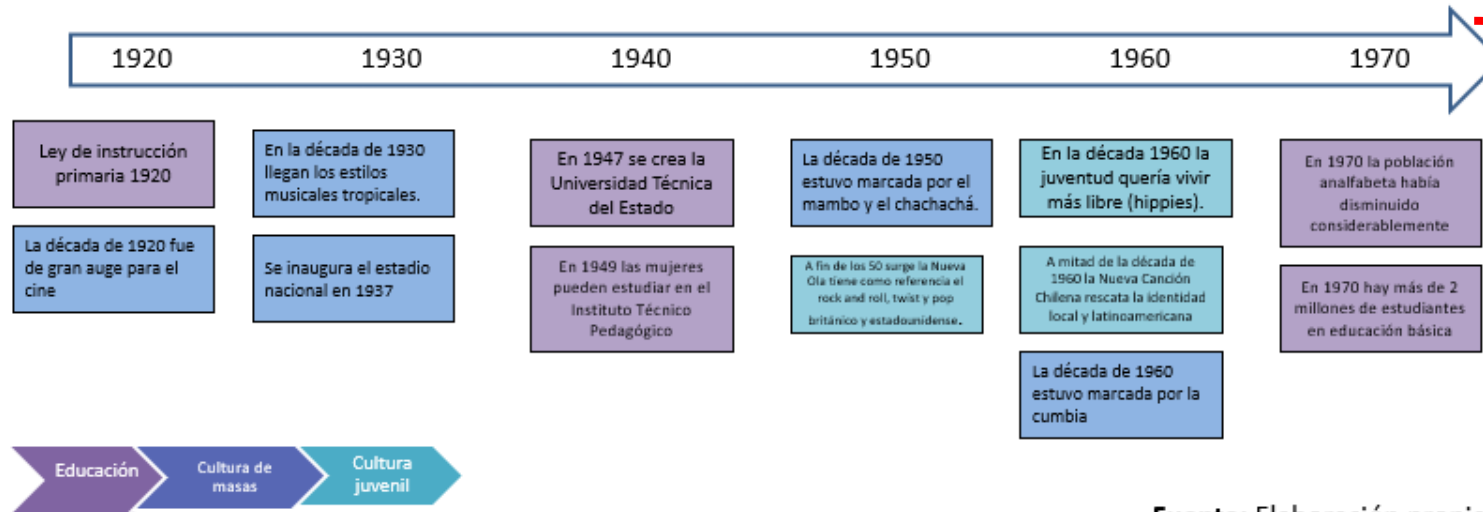 1920 1930 1940 1950 1960 1970
Ley de instrucción
primaria 1920
La década de 1920 fue
de gran auge para el
cine
En la década de 1930
llegan los estilos
musicales tropicales.
Se inaugura el estadio
nacional en 1937
En 1947 se crea la
Universidad Técnica
del Estado
En 1949 las mujeres
pueden estudiar en el
Instituto Técnico
Pedagógico
La década de 1950
estuvo marcada por el
mambo y el chachachá.
A fin de los 50 surge la Nueva
Ola tiene como referencia el
rock and roll, twist y pop
británico y estadounidense.
En la década 1960 la
juventud quería vivir
más libre (hippies).
A mitad de la década de
1960 la Nueva Canción
Chilena rescata la identidad
local y latinoamericana
La década de 1960
estuvo marcada por la
cumbia
En 1970 la población
analfabeta había
disminuido
considerablemente
En 1970 hay más de 2
millones de estudiantes
en educación básica
Educación
Cultura de
masas
Cultura
juvenil